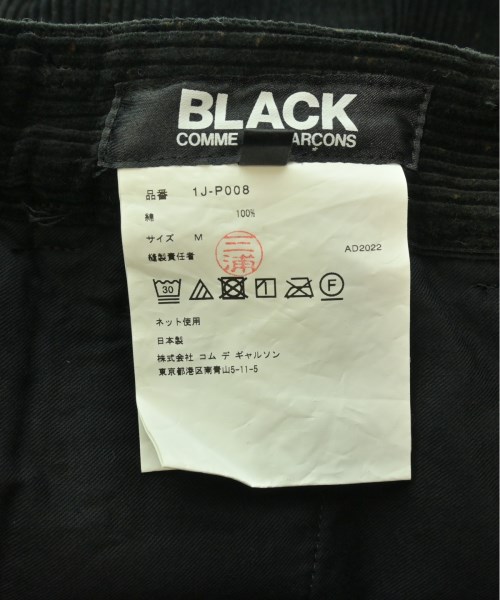 BLACK
COMME ARÇONS
品番 1J-P008
綿 100%
サイズ M
縫製責任者 三浦 AD2022
30 F
ネット使用
日本製
株式会社 コム デ ギャルソン
東京都港区南青山5-11-5